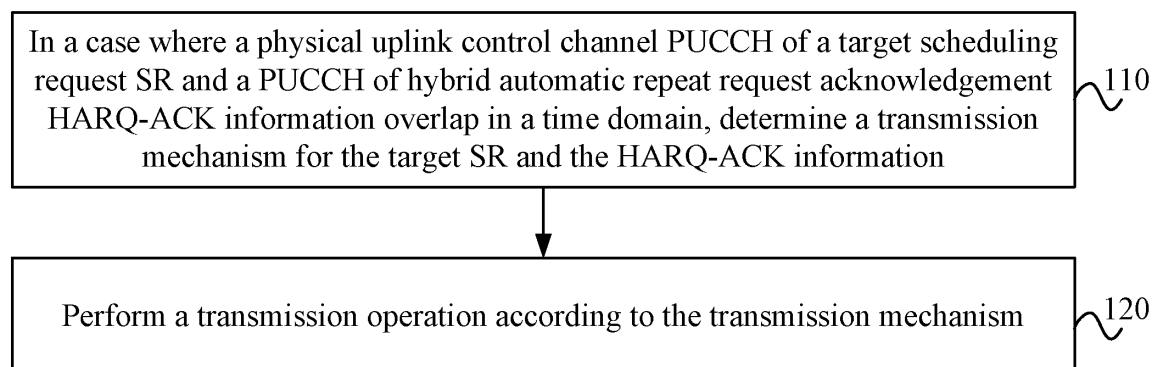 In a case where a physical uplink control channel PUCCH of a target scheduling
request SR and a PUCCH of hybrid automatic repeat request acknowledgement
HARQ-ACK information overlap in a time domain, determine a transmission
mechanism for the target SR and the HARQ-ACK information
110
Perform a transmission operation according to the transmission mechanism
120